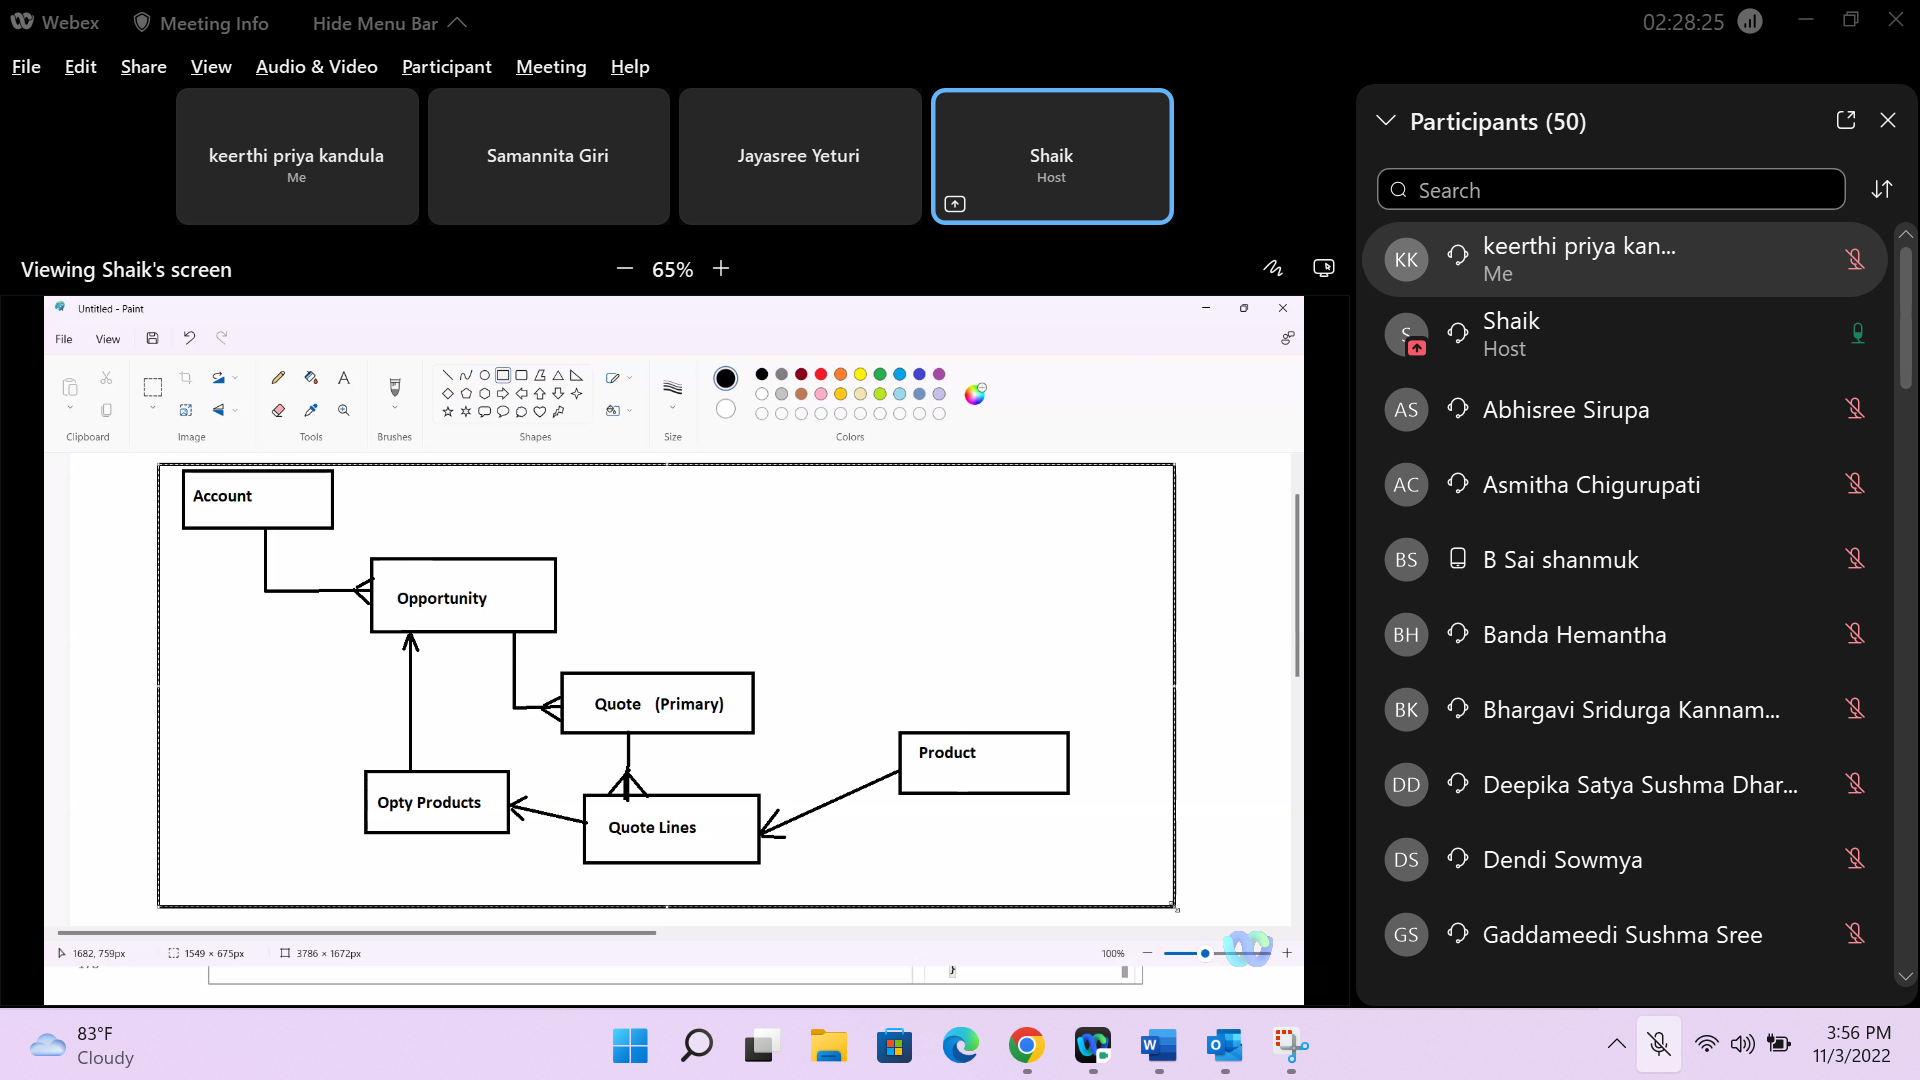 Webex
Meeting Info
Hide Menu Bar
02:28:25
File Edit Share View Audio & Video Participant Meeting Help
keerthi priya kandula
Me
Samannita Giri
Jayasree Yeturi
Shaik
Host
Viewing Shaik's screen
65%
Untitled - Paint
File View
Clipboard
Image
Tools
Brushes
Shapes
Size
Colors
Account
Opportunity
Quote (Primary)
Product
Opty Products
Quote Lines
1682, 759px
1549 × 675px
3786 × 1672px
100%
Participants (50)
Search
KK
keerthi priya kan...
Me
S
Shaik
Host
AS
Abhisree Sirupa
AC
Asmitha Chigurupati
BS
B Sai shanmuk
BH
Banda Hemantha
BK
Bhargavi Sridurga Kannam...
DD
Deepika Satya Sushma Dhar...
DS
Dendi Sowmya
GS
Gaddameedi Sushma Sree
83°F
Cloudy
3:56 PM
11/3/2022